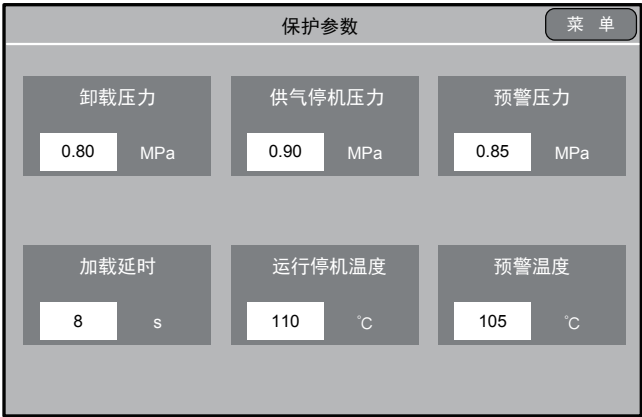 保护参数 菜 单
卸载压力 供气停机压力 预警压力
0.80 MPa 0.90 MPa 0.85 MPa
加载延时 运行停机温度 预警温度
8 s 110 ℃ 105 ℃